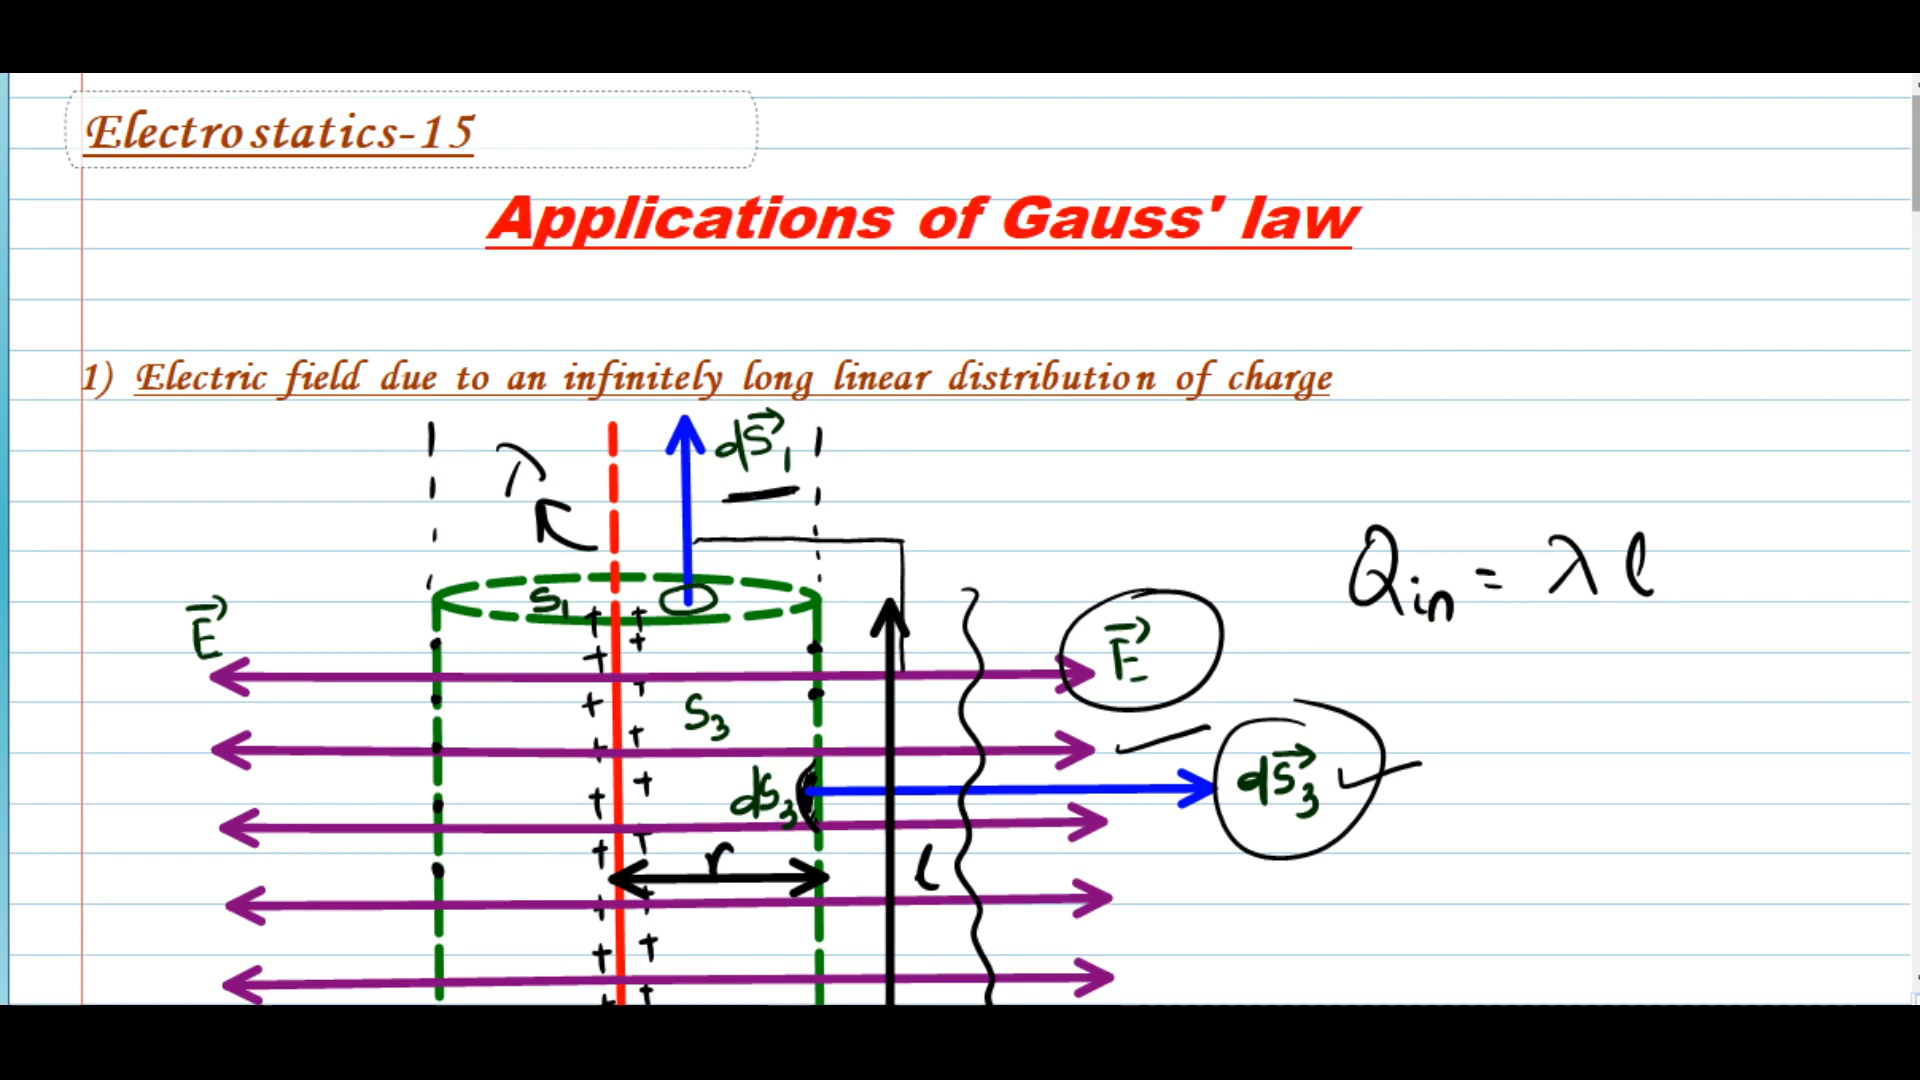 Electrostatics-15
Applications of Gauss' law
1) Electric field due to an infinitely long linear distribution of charge
λ
dS⃗₁
S₁
Q_in = λ l
E⃗
E⃗
S₃
dS₃
dS⃗₃
r
l